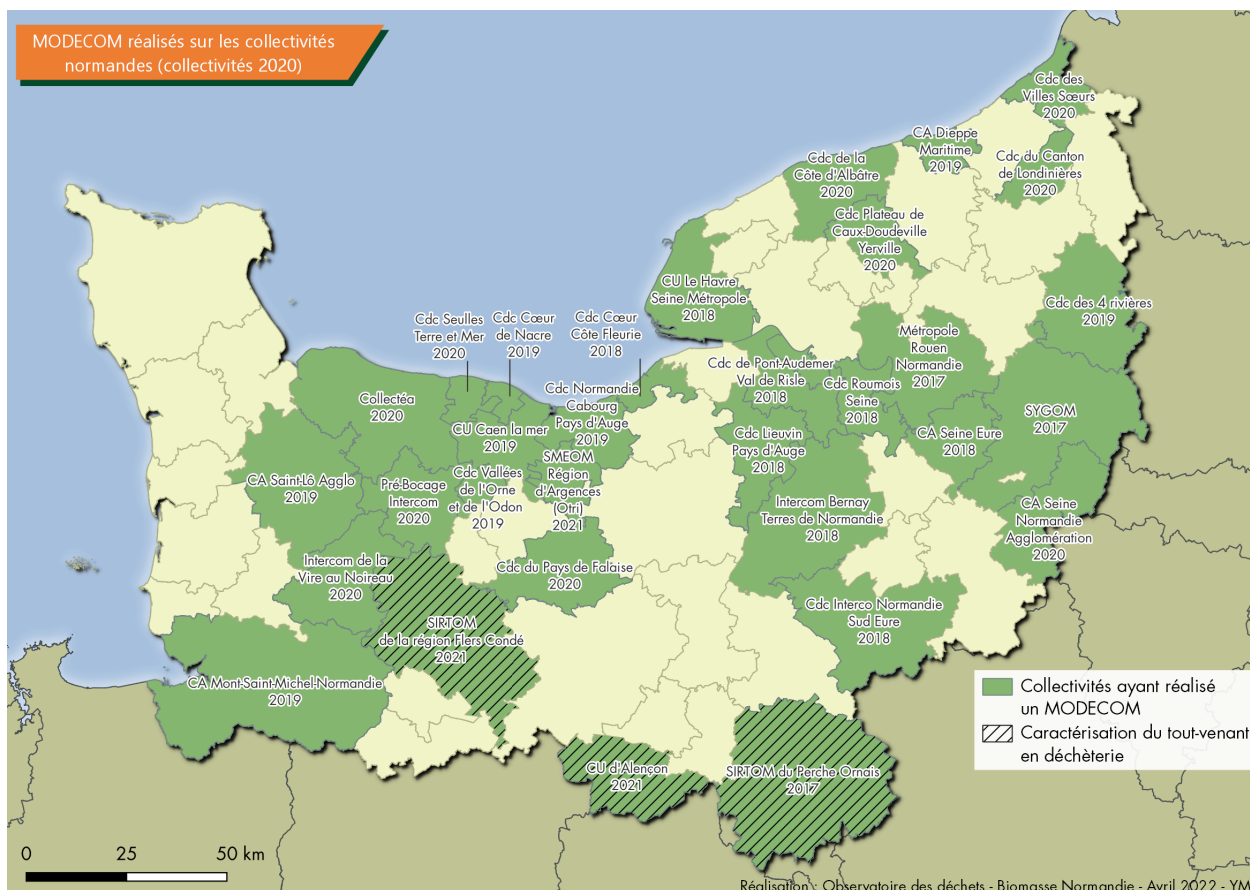 MODECOM réalisés sur les collectivités
normandes (collectivités 2020)
Cdc des
Villes Sœurs
2020
CA Dieppe
Maritime
2019
Cdc du Canton
de Londinières
2020
Cdc de la
Côte d'Albâtre
2020
Cdc Plateau de
Caux-Doudeville
Yerville
2020
CU Le Havre
Seine Métropole
2018
Cdc des 4 rivières
2019
Cdc Seulles
Terre et Mer
2020
Cdc Cœur
de Nacre
2019
Cdc Cœur
Côte Fleurie
2018
Métropole
Rouen
Normandie
2017
Cdc de Pont-Audemer
Val de Risle
2018
Cdc Roumois
Seine
2018
Collectéa
2020
Cdc Normandie
Cabourg
Pays d'Auge
2019
SYGOM
2017
CU Caen la mer
2019
Cdc Lieuvin
Pays d'Auge
2018
CA Seine Eure
2018
CA Saint-Lô Agglo
2019
Pré-Bocage
Intercom
2020
Cdc Vallées
de l'Orne
et de l'Odon
2019
SMEOM
Région
d'Argences
(Otri)
2021
Intercom Bernay
Terres de Normandie
2018
CA Seine
Normandie
Agglomération
2020
Intercom de la
Vire au Noireau
2020
Cdc du Pays de Falaise
2020
SIRTOM
de la région Flers Condé
2021
Cdc Interco Normandie
Sud Eure
2018
CA Mont-Saint-Michel-Normandie
2019
CU d'Alençon
2021
SIRTOM du Perche Ornais
2017
Collectivités ayant réalisé
un MODECOM
Caractérisation du tout-venant
en déchèterie
0 25 50 km
Réalisation : Observatoire des déchets - Biomasse Normandie - Avril 2022 - YM